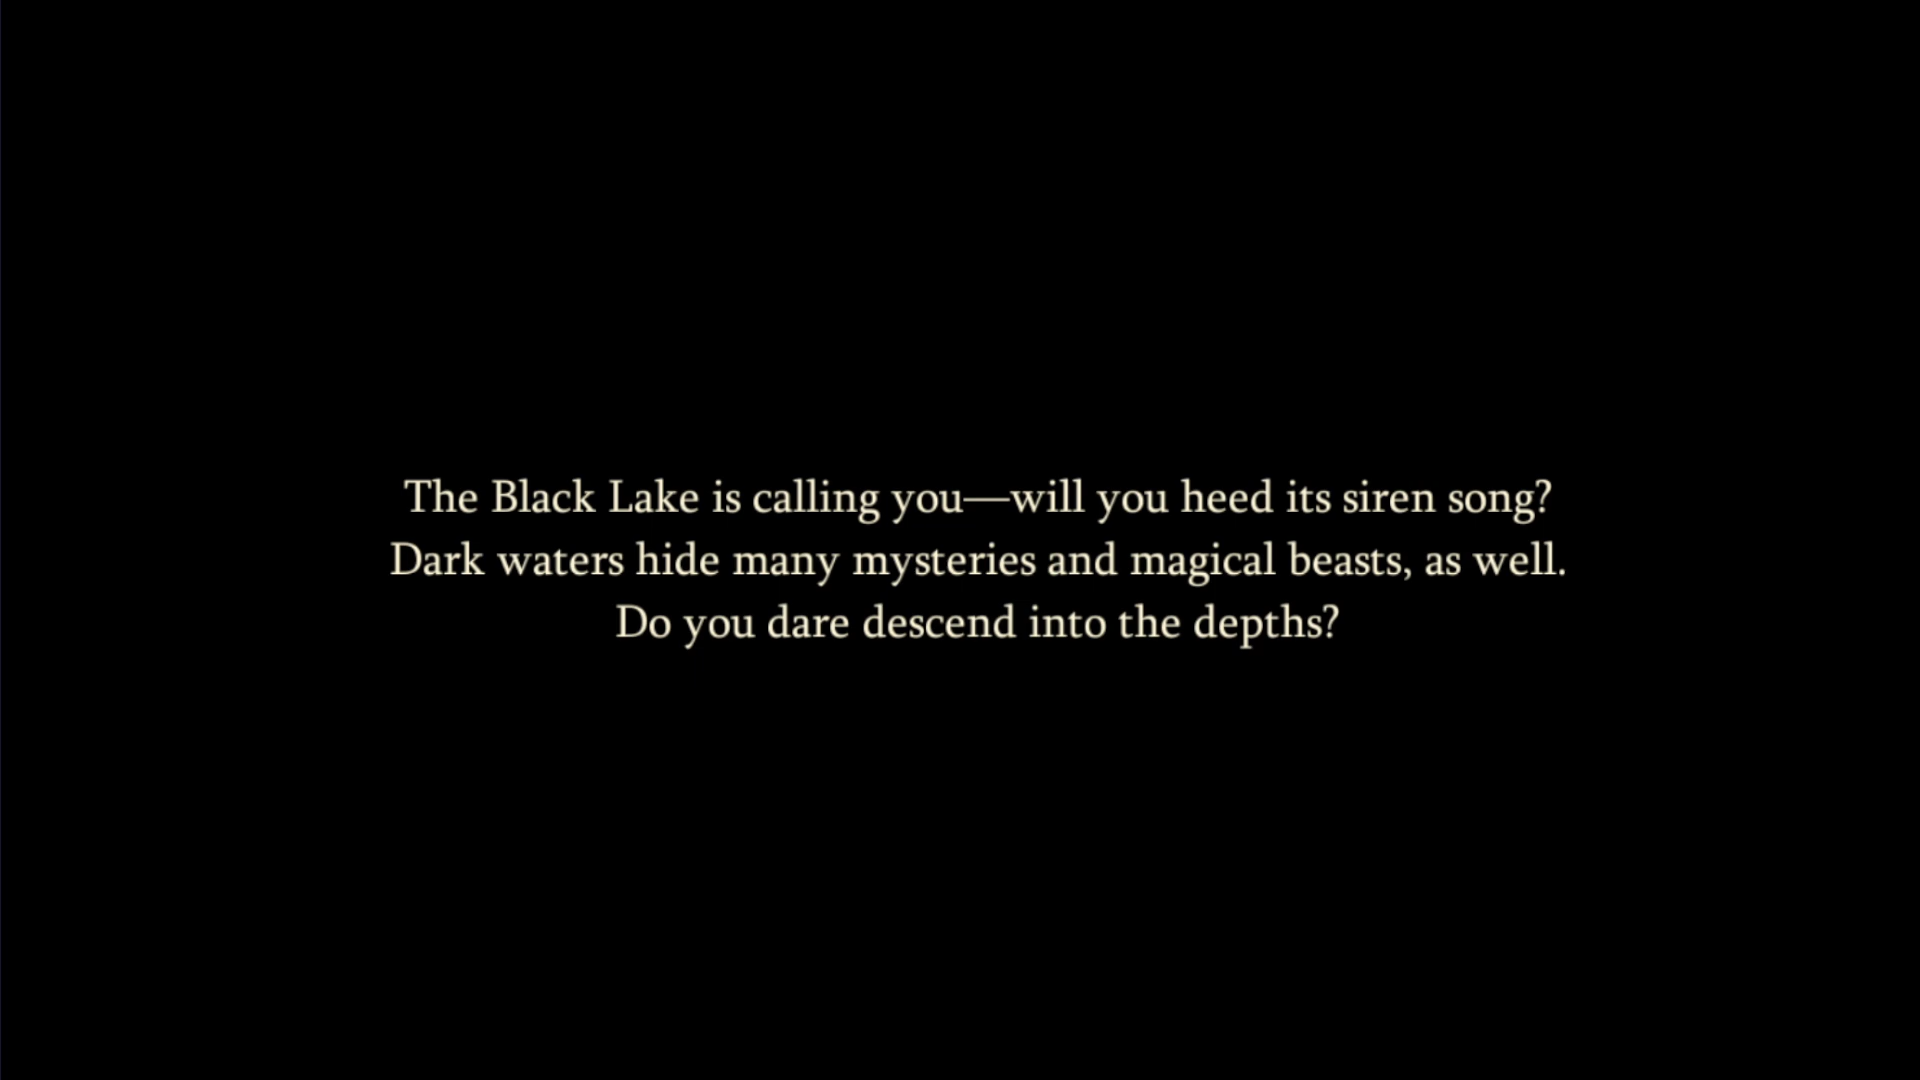 The Black Lake is calling you—will you heed its siren song?
Dark waters hide many mysteries and magical beasts, as well.
Do you dare descend into the depths?